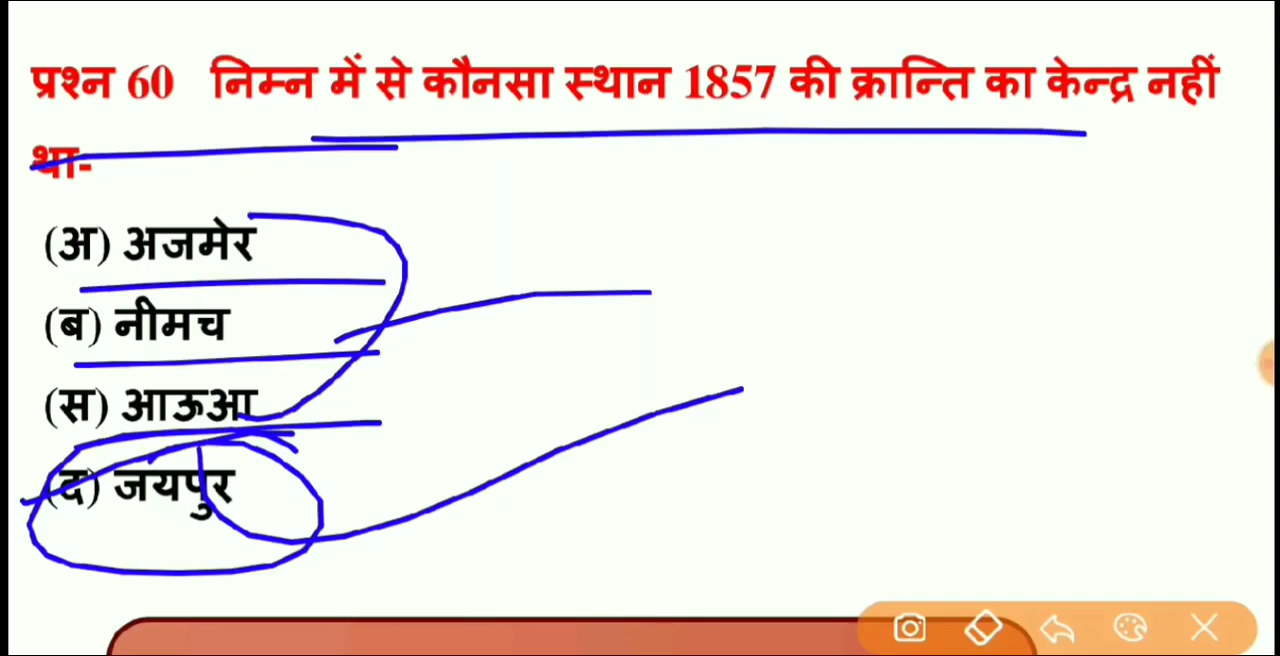 प्रश्न 60 निम्न में से कौनसा स्थान 1857 की क्रान्ति का केन्द्र नहीं
था-
(अ) अजमेर
(ब) नीमच
(स) आऊआ
(द) जयपुर